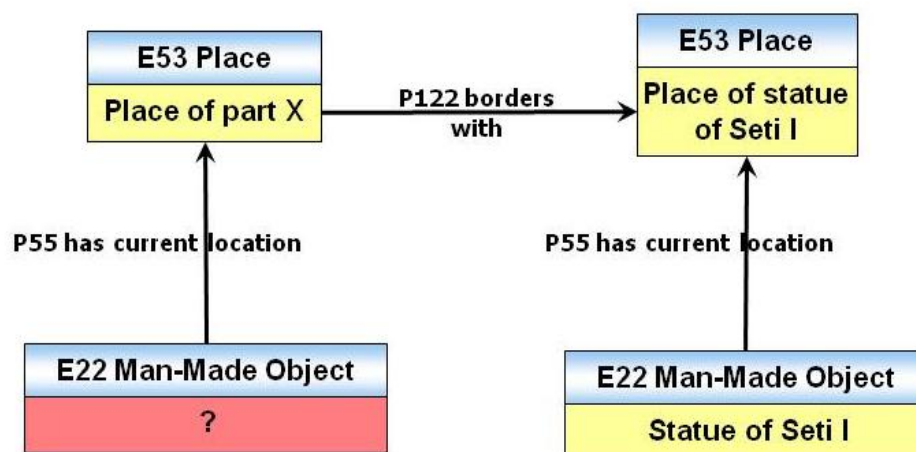 E53 Place
Place of part X
P122 borders
with
E53 Place
Place of statue
of Seti I
P55 has current location
P55 has current location
E22 Man-Made Object
?
E22 Man-Made Object
Statue of Seti I